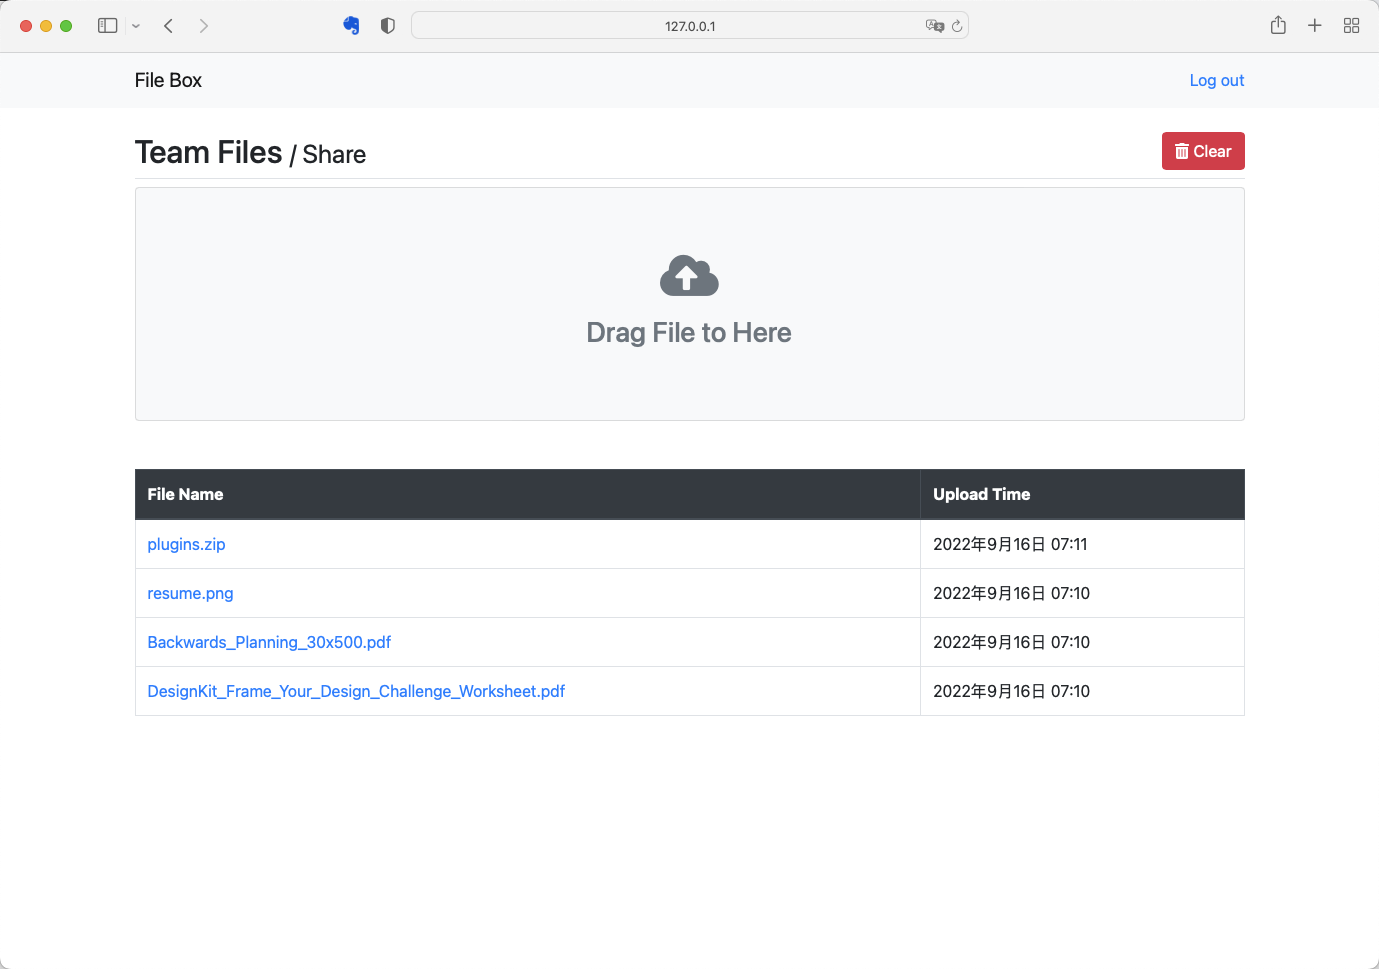 127.0.0.1
File Box
Log out
Team Files / Share
Clear
Drag File to Here
File Name Upload Time
plugins.zip 2022年9月16日 07:11
resume.png 2022年9月16日 07:10
Backwards_Planning_30x500.pdf 2022年9月16日 07:10
DesignKit_Frame_Your_Design_Challenge_Worksheet.pdf 2022年9月16日 07:10